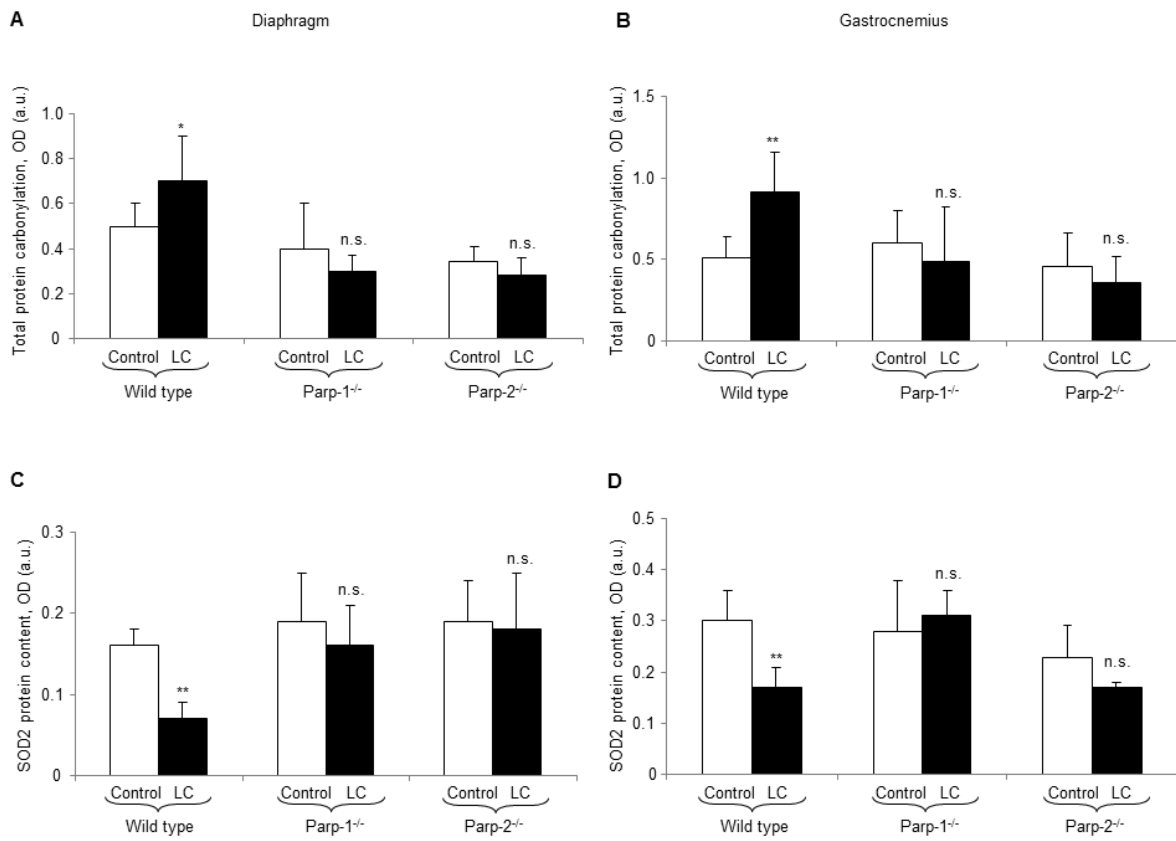 A
Diaphragm
Total protein carbonylation, OD (a.u.)
1.0
0.8
0.6
0.4
0.2
0
*
n.s.
n.s.
Control LC Control LC Control LC
Wild type Parp-1-/- Parp-2-/-
B
Gastrocnemius
Total protein carbonylation, OD (a.u.)
1.5
1.0
0.5
0
**
n.s.
n.s.
Control LC Control LC Control LC
Wild type Parp-1-/- Parp-2-/-
C
SOD2 protein content, OD (a.u.)
0.3
0.2
0.1
0
**
n.s.
n.s.
Control LC Control LC Control LC
Wild type Parp-1-/- Parp-2-/-
D
SOD2 protein content, OD (a.u.)
0.5
0.4
0.3
0.2
0.1
0
**
n.s.
n.s.
Control LC Control LC Control LC
Wild type Parp-1-/- Parp-2-/-